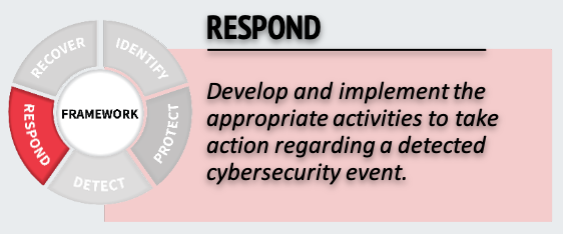 RESPOND
RECOVER
IDENTIFY
PROTECT
DETECT
RESPOND
FRAMEWORK
Develop and implement the
appropriate activities to take
action regarding a detected
cybersecurity event.